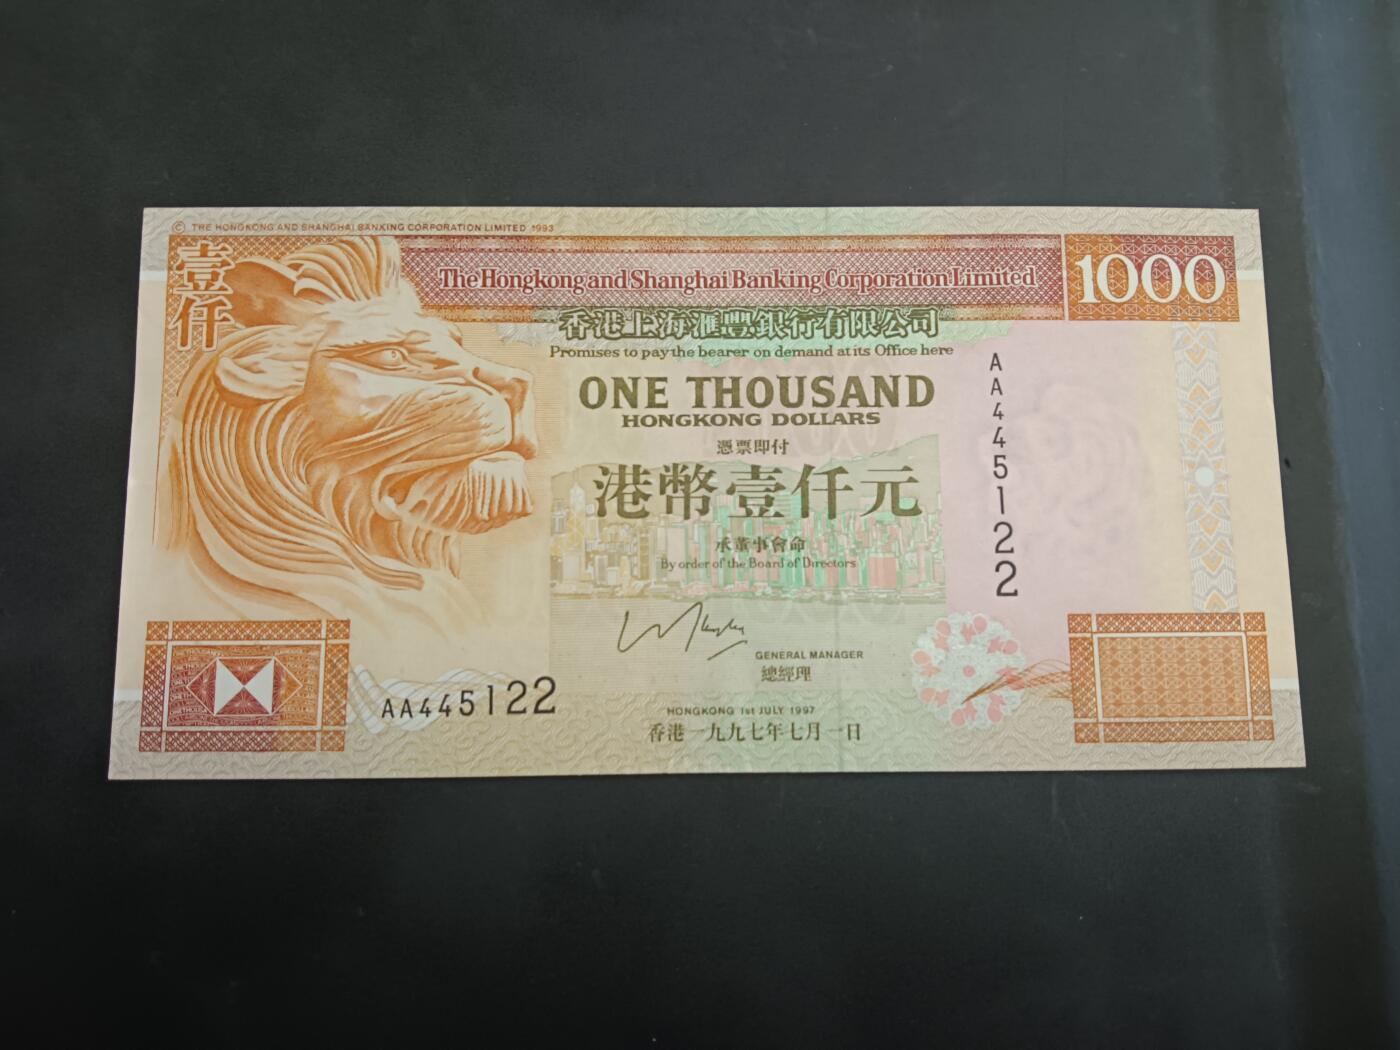 © THE HONGKONG AND SHANGHAI BANKING CORPORATION LIMITED 1993
壹仟
The Hongkong and Shanghai Banking Corporation Limited
1000
香港上海滙豐銀行有限公司
Promises to pay the bearer on demand at its Office here
ONE THOUSAND
HONGKONG DOLLARS
憑票即付
港幣壹仟元
承董事會命
By order of the Board of Directors
AA445122
GENERAL MANAGER
總經理
AA445122
HONGKONG 1st JULY 1997
香港一九九七年七月一日